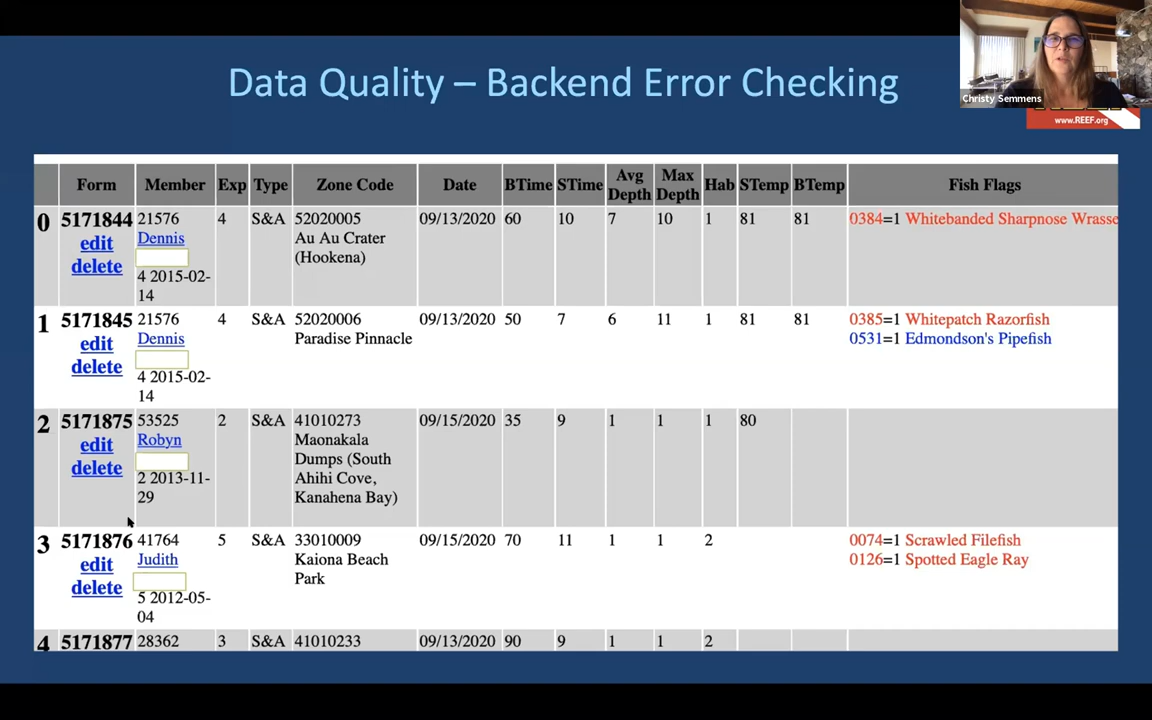 Data Quality – Backend Error Checking
Christy Semmens
www.REEF.org
Form Member Exp Type Zone Code Date BTime STime Avg Depth Max Depth Hab STemp BTemp Fish Flags
0 5171844 21576 4 S&A 52020005 09/13/2020 60 10 7 10 1 81 81 0384=1 Whitebanded Sharpnose Wrasse
edit Dennis Au Au Crater
delete (Hookena)
4 2015-02-
14
1 5171845 21576 4 S&A 52020006 09/13/2020 50 7 6 11 1 81 81 0385=1 Whitepatch Razorfish
edit Dennis Paradise Pinnacle 0531=1 Edmondson's Pipefish
delete
4 2015-02-
14
2 5171875 53525 2 S&A 41010273 09/15/2020 35 9 1 1 1 80
edit Robyn Maonakala
delete Dumps (South
2 2013-11- Ahihi Cove,
29 Kanahena Bay)
3 5171876 41764 5 S&A 33010009 09/15/2020 70 11 1 1 2 0074=1 Scrawled Filefish
edit Judith Kaiona Beach 0126=1 Spotted Eagle Ray
delete Park
5 2012-05-
04
4 5171877 28362 3 S&A 41010233 09/13/2020 90 9 1 1 2